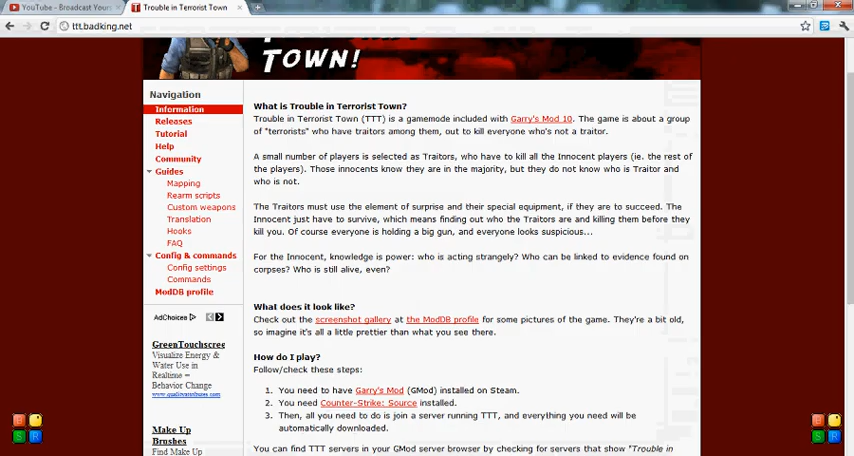 YouTube - Broadcast Yours
Trouble in Terrorist Town
ttt.badking.net
TOWN!
Navigation
Information
Releases
Tutorial
Help
Community
Guides
Mapping
Rearm scripts
Custom weapons
Translation
Hooks
FAQ
Config & commands
Config settings
Commands
ModDB profile
AdChoices
GreenTouchscree
Visualize Energy &
Water Use in
Realtime =
Behavior Change
Make Up
Brushes
Find Make Up
What is Trouble in Terrorist Town?
Trouble in Terrorist Town (TTT) is a gamemode included with Garry's Mod 10. The game is about a group
of "terrorists" who have traitors among them, out to kill everyone who's not a traitor.
A small number of players is selected as Traitors, who have to kill all the Innocent players (ie. the rest of
the players). Those innocents know they are in the majority, but they do not know who is Traitor and
who is not.
The Traitors must use the element of surprise and their special equipment, if they are to succeed. The
Innocent just have to survive, which means finding out who the Traitors are and killing them before they
kill you. Of course everyone is holding a big gun, and everyone looks suspicious...
For the Innocent, knowledge is power: who is acting strangely? Who can be linked to evidence found on
corpses? Who is still alive, even?
What does it look like?
Check out the screenshot gallery at the ModDB profile for some pictures of the game. They're a bit old,
so imagine it's all a little prettier than what you see there.
How do I play?
Follow/check these steps:
1. You need to have Garry's Mod (GMod) installed on Steam.
2. You need Counter-Strike: Source installed.
3. Then, all you need to do is join a server running TTT, and everything you need will be
automatically downloaded.
You can find TTT servers in your GMod server browser by checking for servers that show "Trouble in
B
S R
B
S R